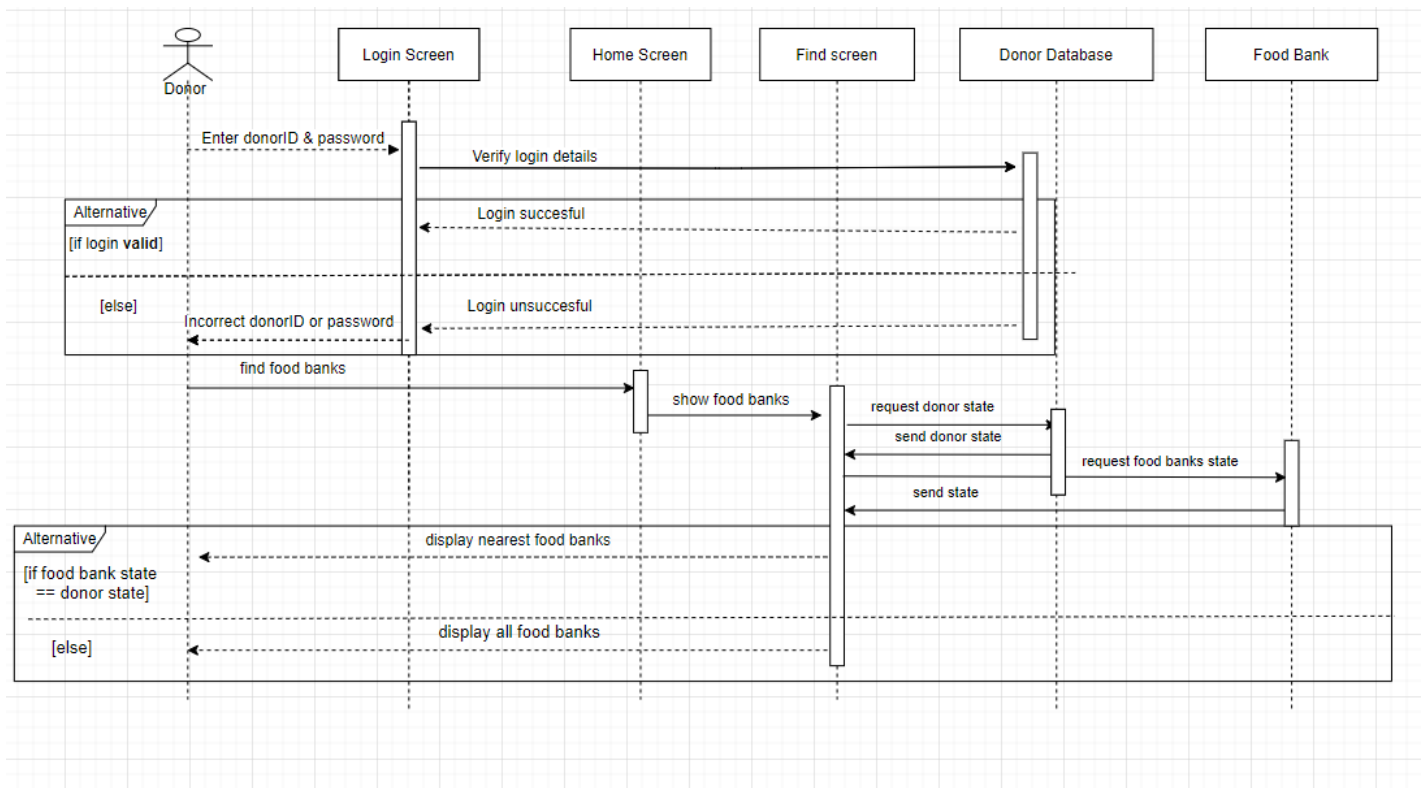 Donor
Login Screen
Home Screen
Find screen
Donor Database
Food Bank
Enter donorID & password
Verify login details
Alternative
[if login valid]
Login succesful
[else]
Login unsuccesful
Incorrect donorID or password
find food banks
show food banks
request donor state
send donor state
request food banks state
send state
Alternative
[if food bank state
== donor state]
display nearest food banks
[else]
display all food banks